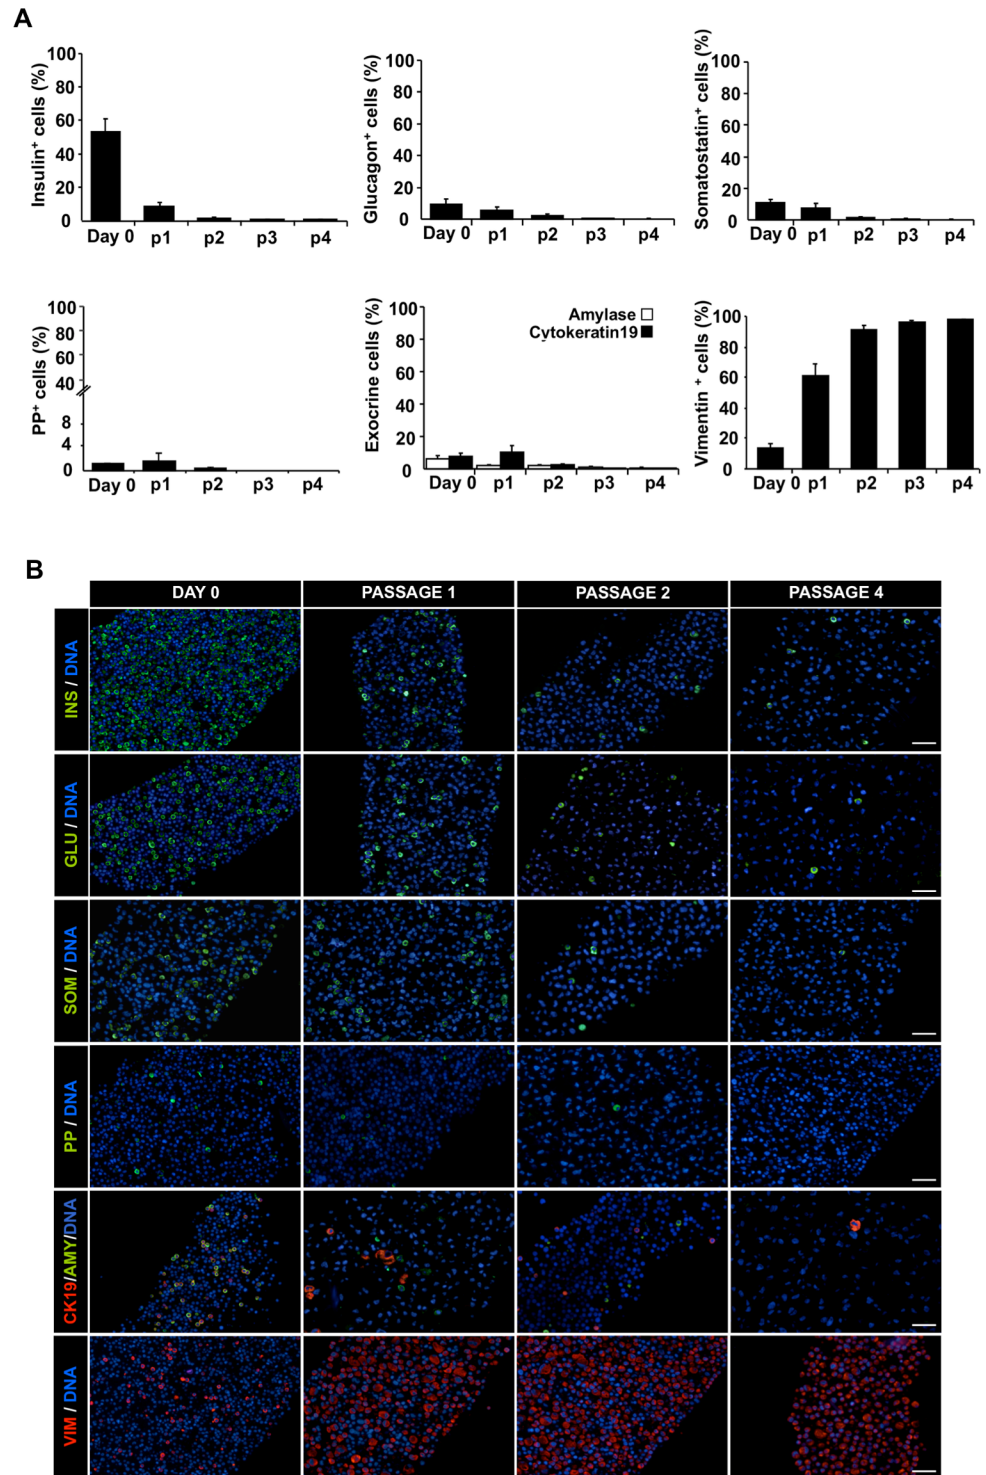 A
Insulin+ cells (%)
100
80
60
40
20
0
Day 0 p1 p2 p3 p4
Glucagon+ cells (%)
100
80
60
40
20
0
Day 0 p1 p2 p3 p4
Somatostatin+ cells (%)
100
80
60
40
20
0
Day 0 p1 p2 p3 p4
PP+ cells (%)
100
80
60
40
8
4
0
Day 0 p1 p2 p3 p4
Exocrine cells (%)
100
80
60
40
20
0
Amylase
Cytokeratin19
Day 0 p1 p2 p3 p4
Vimentin + cells (%)
100
80
60
40
20
0
Day 0 p1 p2 p3 p4
B
DAY 0 PASSAGE 1 PASSAGE 2 PASSAGE 4
INS / DNA
GLU / DNA
SOM / DNA
PP / DNA
CK19/AMY/DNA
VIM / DNA